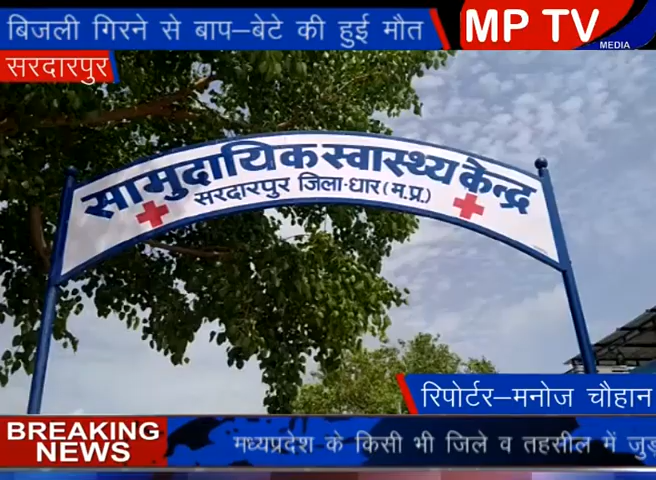 बिजली गिरने से बाप–बेटे की हुई मौत
MP TV
MEDIA
सरदारपुर
सामुदायिक स्वास्थ्य केन्द्र
सरदारपुर जिला-धार (म.प्र.)
रिपोर्टर–मनोज चौहान
BREAKING
NEWS
मध्यप्रदेश के किसी भी जिले व तहसील में